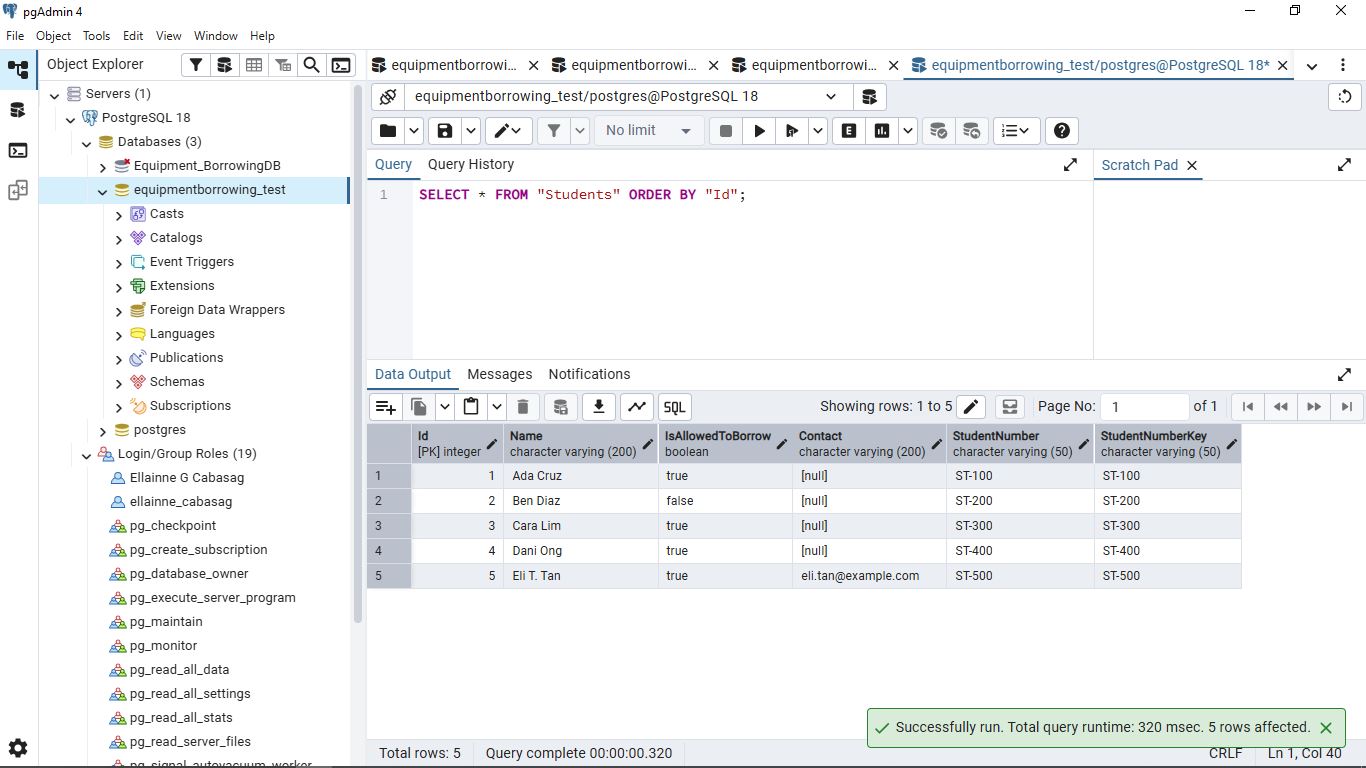 pgAdmin 4
File Object Tools Edit View Window Help
Object Explorer
equipmentborrowi...
equipmentborrowi...
equipmentborrowi...
equipmentborrowing_test/postgres@PostgreSQL 18*
Servers (1)
PostgreSQL 18
Databases (3)
Equipment_BorrowingDB
equipmentborrowing_test
Casts
Catalogs
Event Triggers
Extensions
Foreign Data Wrappers
Languages
Publications
Schemas
Subscriptions
postgres
Login/Group Roles (19)
Ellainne G Cabasag
ellainne_cabasag
pg_checkpoint
pg_create_subscription
pg_database_owner
pg_execute_server_program
pg_maintain
pg_monitor
pg_read_all_data
pg_read_all_settings
pg_read_all_stats
pg_read_server_files
pg_signal_autovacuum_worker
equipmentborrowing_test/postgres@PostgreSQL 18
No limit
E
Query Query History
Scratch Pad
1 SELECT * FROM "Students" ORDER BY "Id";
Data Output Messages Notifications
SQL Showing rows: 1 to 5 Page No: 1 of 1
Id Name IsAllowedToBorrow Contact StudentNumber StudentNumberKey
[PK] integer character varying (200) boolean character varying (200) character varying (50) character varying (50)
1 1 Ada Cruz true [null] ST-100 ST-100
2 2 Ben Diaz false [null] ST-200 ST-200
3 3 Cara Lim true [null] ST-300 ST-300
4 4 Dani Ong true [null] ST-400 ST-400
5 5 Eli T. Tan true eli.tan@example.com ST-500 ST-500
Successfully run. Total query runtime: 320 msec. 5 rows affected.
Total rows: 5 Query complete 00:00:00.320 CRLF Ln 1, Col 40